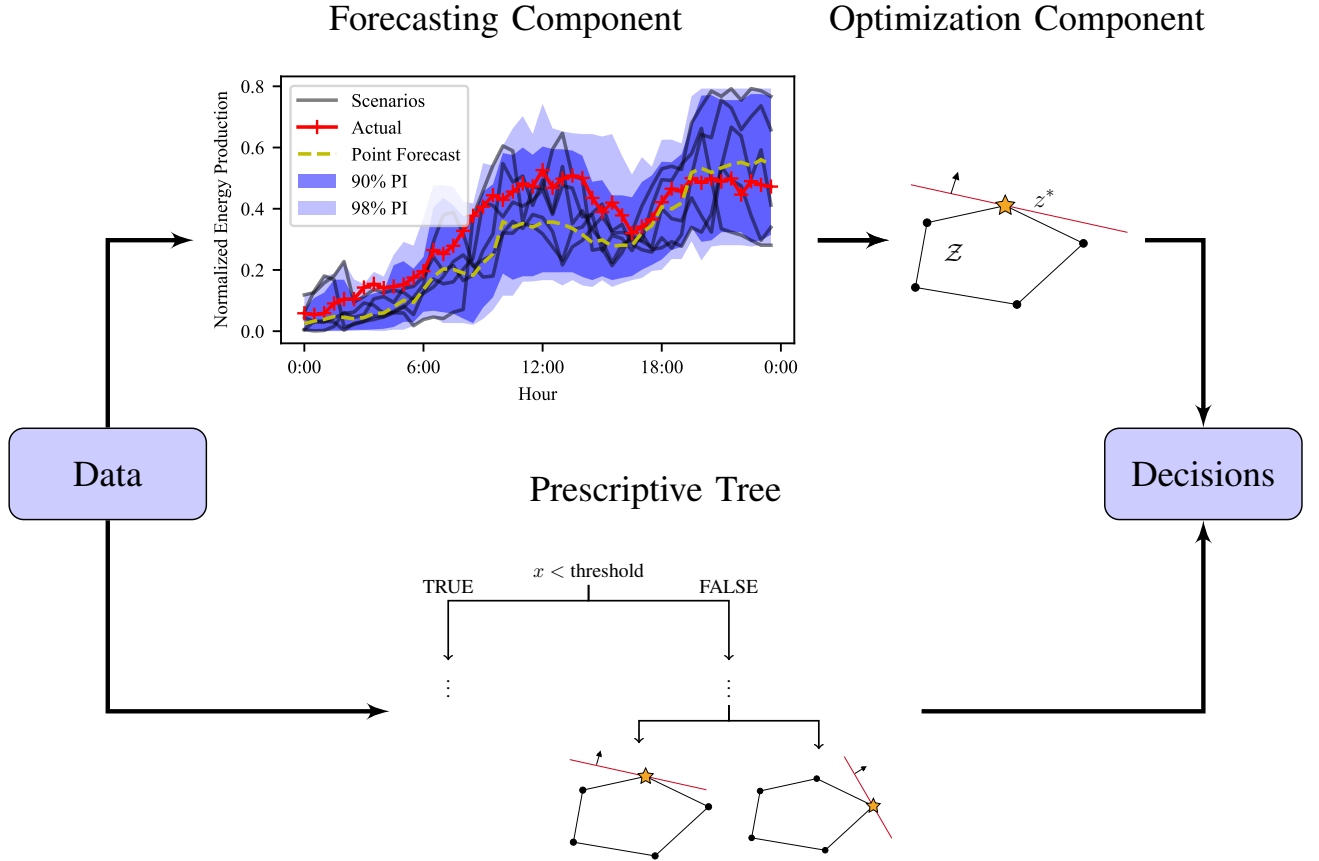 Forecasting Component
Optimization Component
Normalized Energy Production
0.8
0.6
0.4
0.2
0.0
Scenarios
Actual
Point Forecast
90% PI
98% PI
0:00
6:00
12:00
18:00
0:00
Hour
z*
𝒵
Data
Decisions
Prescriptive Tree
x < threshold
TRUE
FALSE
⋮
⋮